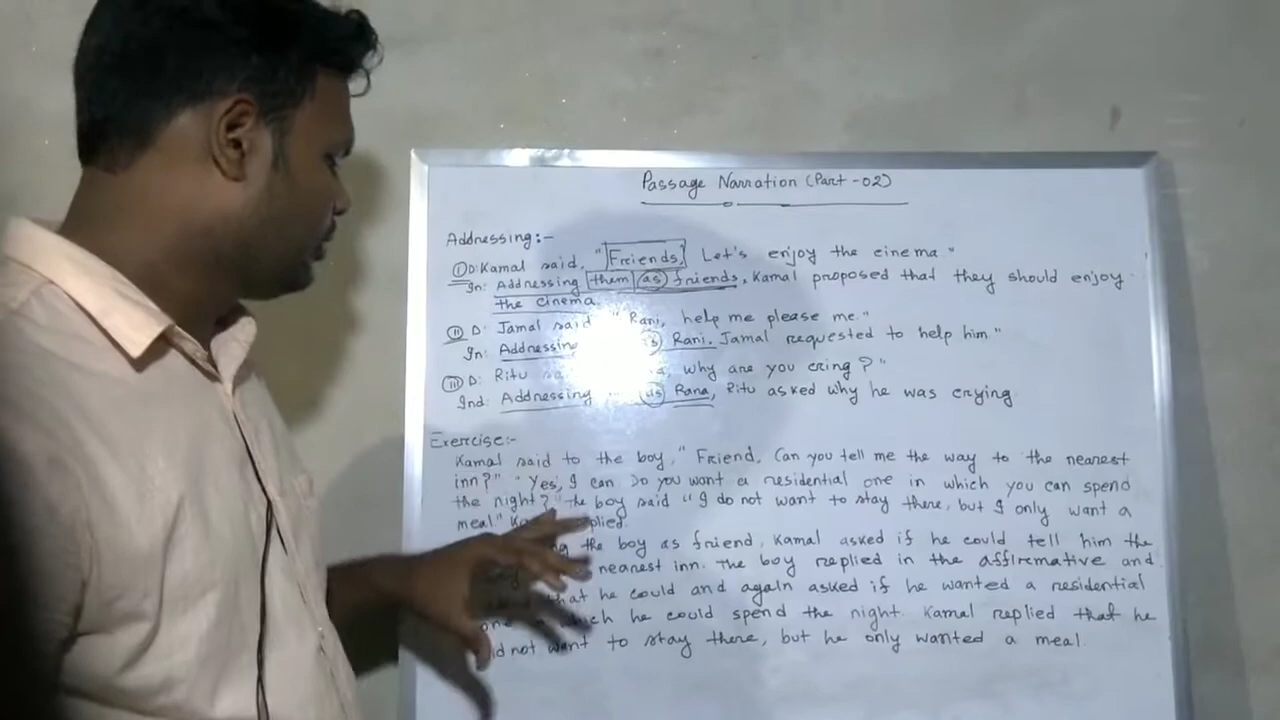 Passage Narration (Part-02)
Addressing:-
(i) D: Kamal said, "Friends, Let's enjoy the cinema"
In: Addressing them as friends, Kamal proposed that they should enjoy
the cinema.
(ii) D: Jamal said "Rani, help me please me."
In: Addressing as Rani. Jamal requested to help him"
(iii) D: Ritu why are you cring?"
Ind: Addressing as Rana, Ritu asked why he was crying
Exercise:-
Kamal said to the boy, "Friend, Can you tell me the way to the nearest
inn?" "Yes, I can Do you want a residential one in which you can spend
the night?" The boy said "I do not want to stay there, but I only want a
meal"
the boy as friend, Kamal asked if he could tell him the
nearest inn. The boy replied in the affirmative and
that he could and again asked if he wanted a residential
one which he could spend the night. Kamal replied that he
not want to stay there, but he only wanted a meal.